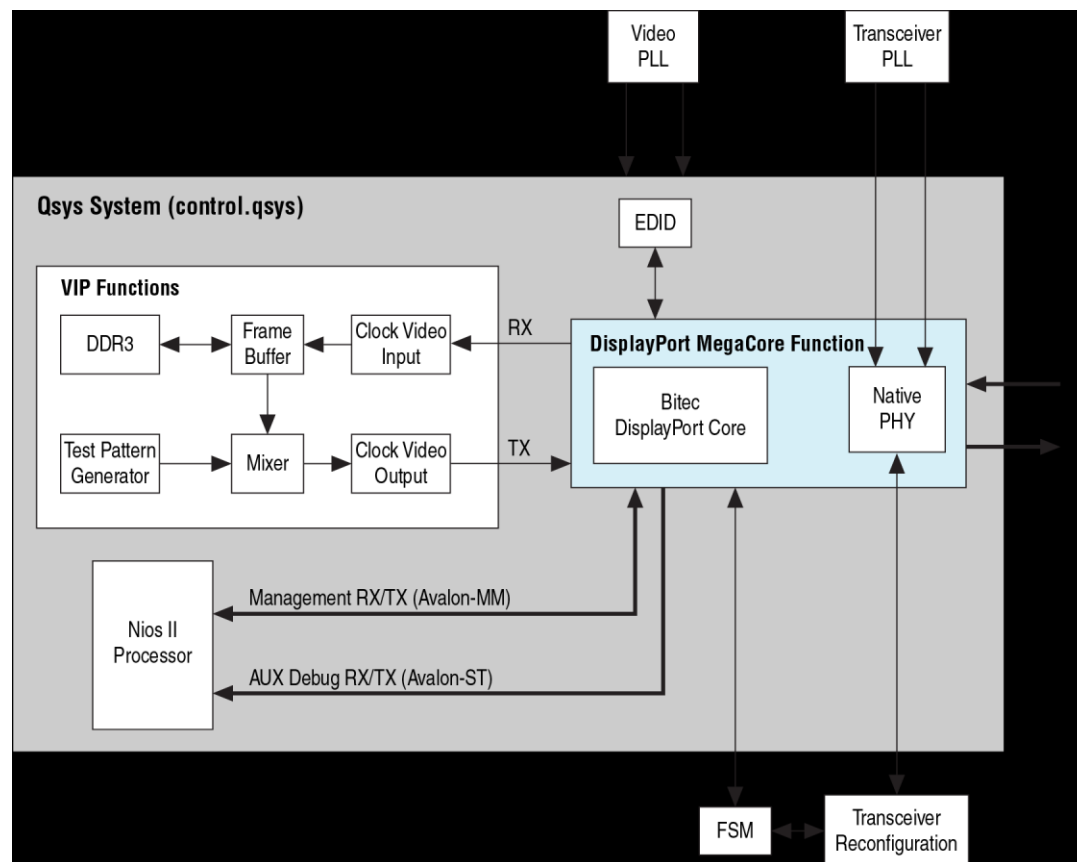 Video
PLL
Transceiver
PLL
Qsys System (control.qsys)
EDID
VIP Functions
DDR3
Frame
Buffer
Clock Video
Input
RX
DisplayPort MegaCore Function
Bitec
DisplayPort Core
Native
PHY
Test Pattern
Generator
Mixer
Clock Video
Output
TX
Nios II
Processor
Management RX/TX (Avalon-MM)
AUX Debug RX/TX (Avalon-ST)
FSM
Transceiver
Reconfiguration